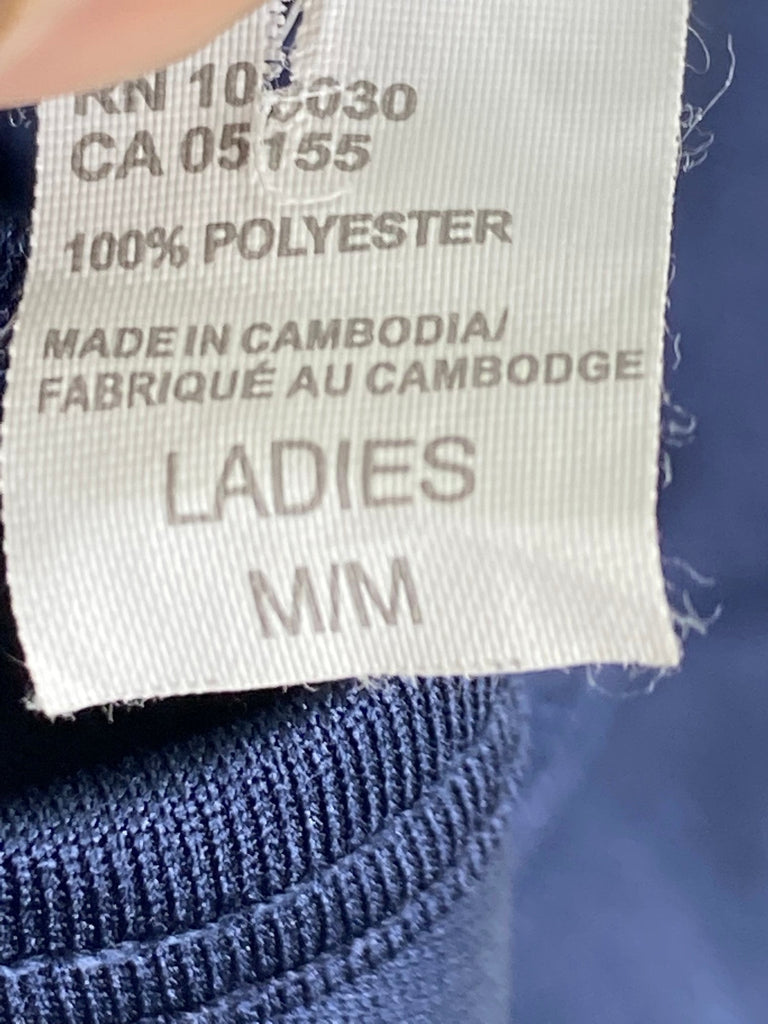 RN
CA 05155
100% POLYESTER
MADE IN CAMBODIA/
FABRIQUÉ AU CAMBODGE
LADIES
M/M